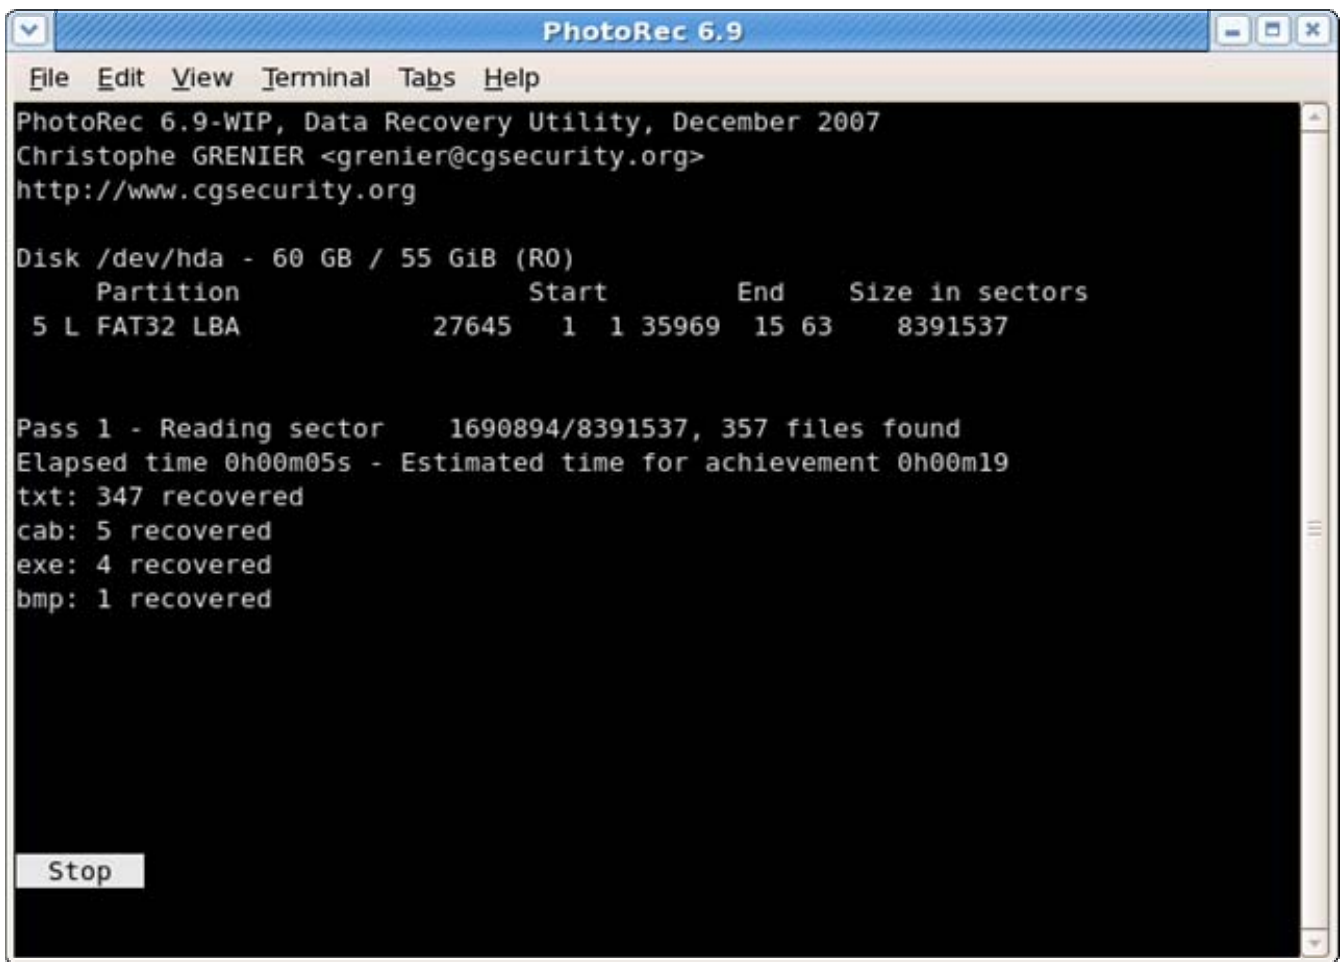 PhotoRec 6.9
File Edit View Terminal Tabs Help
PhotoRec 6.9-WIP, Data Recovery Utility, December 2007
Christophe GRENIER <grenier@cgsecurity.org>
http://www.cgsecurity.org
Disk /dev/hda - 60 GB / 55 GiB (RO)
Partition Start End Size in sectors
5 L FAT32 LBA 27645 1 1 35969 15 63 8391537
Pass 1 - Reading sector 1690894/8391537, 357 files found
Elapsed time 0h00m05s - Estimated time for achievement 0h00m19
txt: 347 recovered
cab: 5 recovered
exe: 4 recovered
bmp: 1 recovered
Stop